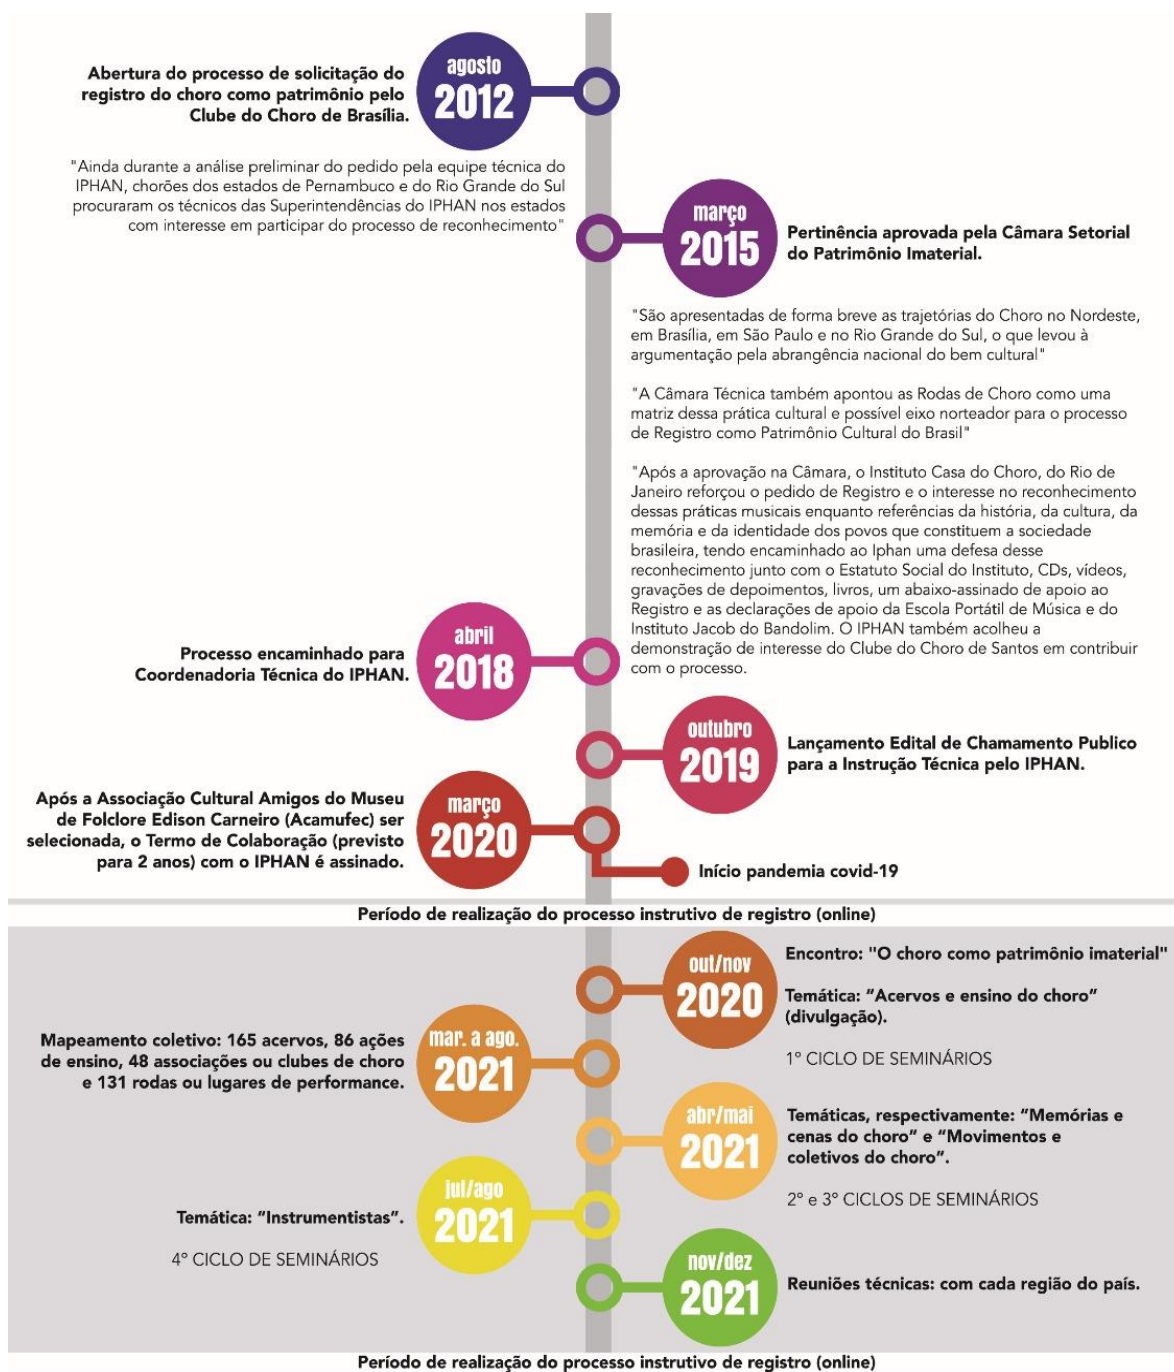 agosto
2012
Abertura do processo de solicitação do
registro do choro como patrimônio pelo
Clube do Choro de Brasília.
"Ainda durante a análise preliminar do pedido pela equipe técnica do
IPHAN, chorões dos estados de Pernambuco e do Rio Grande do Sul
procuraram os técnicos das Superintendências do IPHAN nos estados
com interesse em participar do processo de reconhecimento"
março
2015
Pertinência aprovada pela Câmara Setorial
do Patrimônio Imaterial.
"São apresentadas de forma breve as trajetórias do Choro no Nordeste,
em Brasília, em São Paulo e no Rio Grande do Sul, o que levou à
argumentação pela abrangência nacional do bem cultural"
"A Câmara Técnica também apontou as Rodas de Choro como uma
matriz dessa prática cultural e possível eixo norteador para o processo
de Registro como Patrimônio Cultural do Brasil"
"Após a aprovação na Câmara, o Instituto Casa do Choro, do Rio de
Janeiro reforçou o pedido de Registro e o interesse no reconhecimento
dessas práticas musicais enquanto referências da história, da cultura, da
memória e da identidade dos povos que constituem a sociedade
brasileira, tendo encaminhado ao Iphan uma defesa desse
reconhecimento junto com o Estatuto Social do Instituto, CDs, vídeos,
gravações de depoimentos, livros, um abaixo-assinado de apoio ao
Registro e as declarações de apoio da Escola Portátil de Música e do
Instituto Jacob do Bandolim. O IPHAN também acolheu a
demonstração de interesse do Clube do Choro de Santos em contribuir
com o processo.
abril
2018
Processo encaminhado para
Coordenadoria Técnica do IPHAN.
outubro
2019
Lançamento Edital de Chamamento Publico
para a Instrução Técnica pelo IPHAN.
março
2020
Após a Associação Cultural Amigos do Museu
de Folclore Edison Carneiro (Acamufec) ser
selecionada, o Termo de Colaboração (previsto
para 2 anos) com o IPHAN é assinado.
Início pandemia covid-19
Período de realização do processo instrutivo de registro (online)
out/nov
2020
Encontro: "O choro como patrimônio imaterial"
Temática: “Acervos e ensino do choro”
(divulgação).
1º CICLO DE SEMINÁRIOS
mar. a ago.
2021
Mapeamento coletivo: 165 acervos, 86 ações
de ensino, 48 associações ou clubes de choro
e 131 rodas ou lugares de performance.
abr/mai
2021
Temáticas, respectivamente: “Memórias e
cenas do choro” e “Movimentos e
coletivos do choro”.
2º e 3º CICLOS DE SEMINÁRIOS
jul/ago
2021
Temática: “Instrumentistas”.
4º CICLO DE SEMINÁRIOS
nov/dez
2021
Reuniões técnicas: com cada região do país.
Período de realização do processo instrutivo de registro (online)